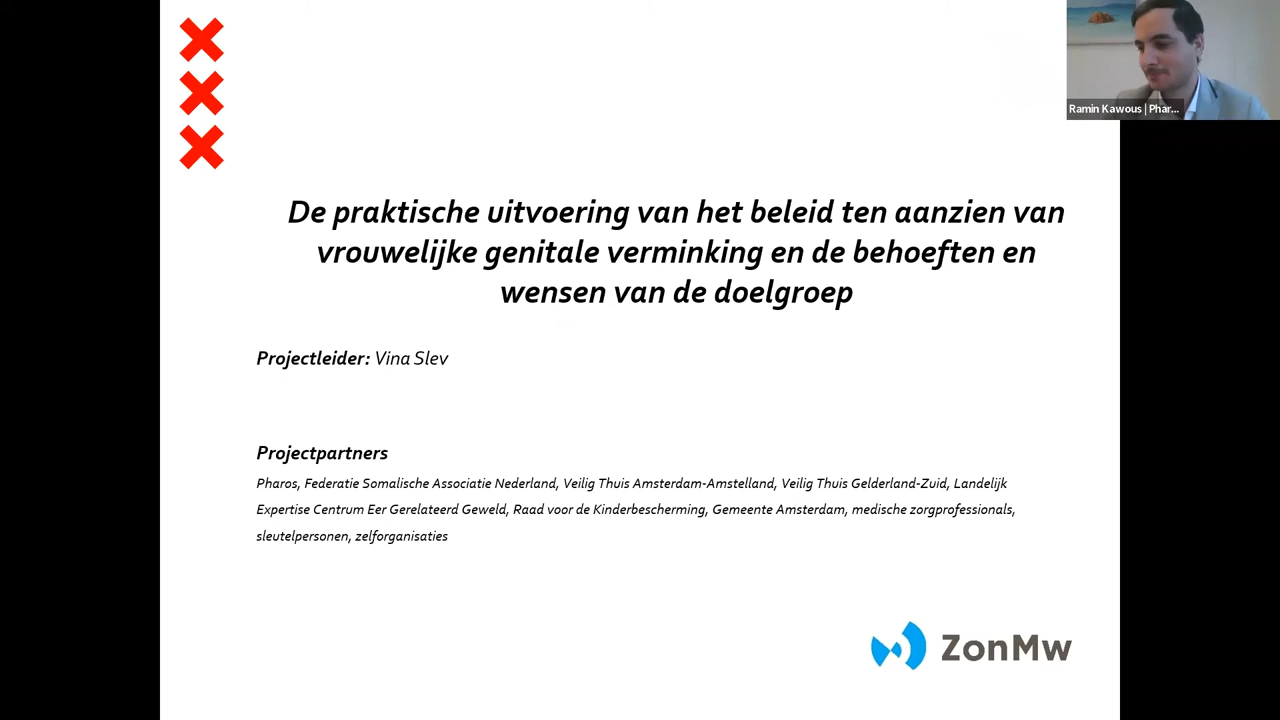 Ramin Kawous | Phar...
De praktische uitvoering van het beleid ten aanzien van
vrouwelijke genitale verminking en de behoeften en
wensen van de doelgroep
Projectleider: Vina Slev
Projectpartners
Pharos, Federatie Somalische Associatie Nederland, Veilig Thuis Amsterdam-Amstelland, Veilig Thuis Gelderland-Zuid, Landelijk
Expertise Centrum Eer Gerelateerd Geweld, Raad voor de Kinderbescherming, Gemeente Amsterdam, medische zorgprofessionals,
sleutelpersonen, zelforganisaties
ZonMw